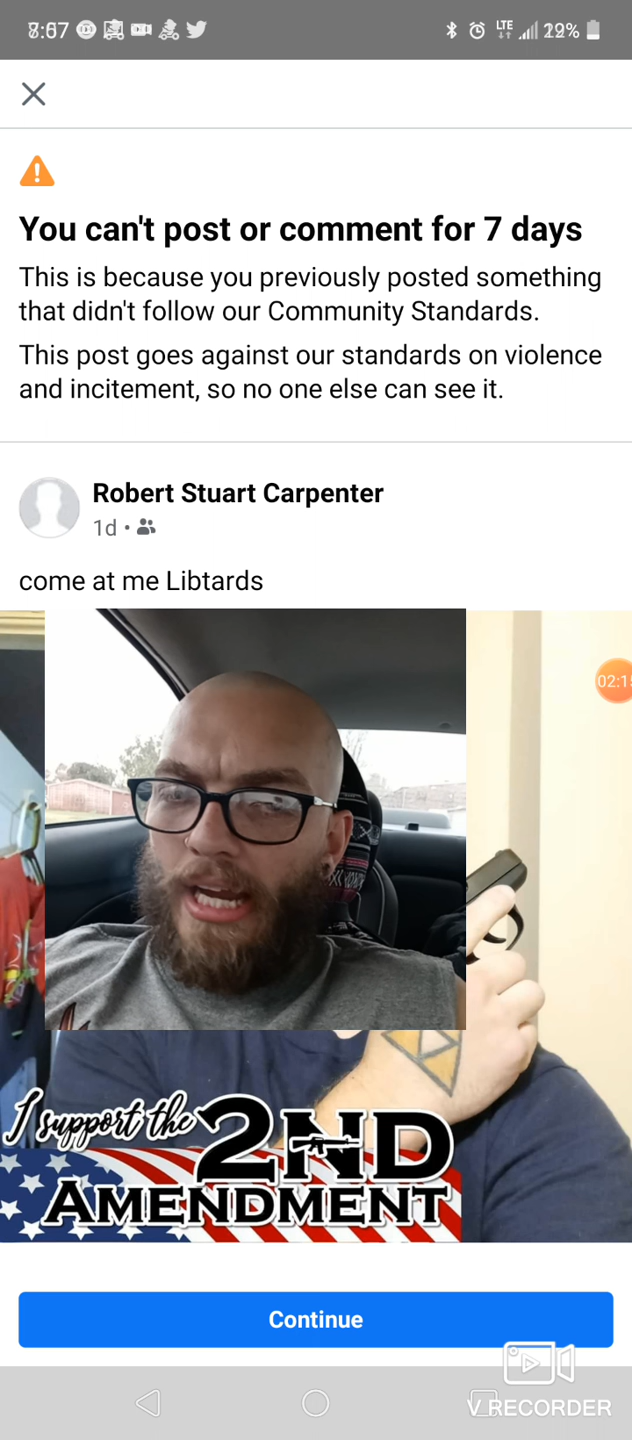 8:07
LTE
22%
You can't post or comment for 7 days
This is because you previously posted something
that didn't follow our Community Standards.
This post goes against our standards on violence
and incitement, so no one else can see it.
Robert Stuart Carpenter
1d
come at me Libtards
02:1
I support the
2ND
AMENDMENT
Continue
V RECORDER